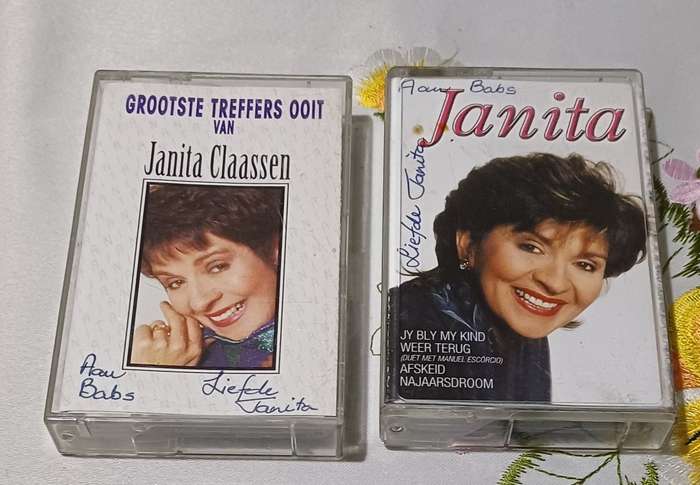 GROOTSTE TREFFERS OOIT
VAN
Janita Claassen
Aan
Babs
Liefde
Janita
Aan Babs
Janita
Liefde Janita
JY BLY MY KIND
WEER TERUG
(DUET MET MANUEL ESCÓRCIO)
AFSKEID
NAJAARSDROOM